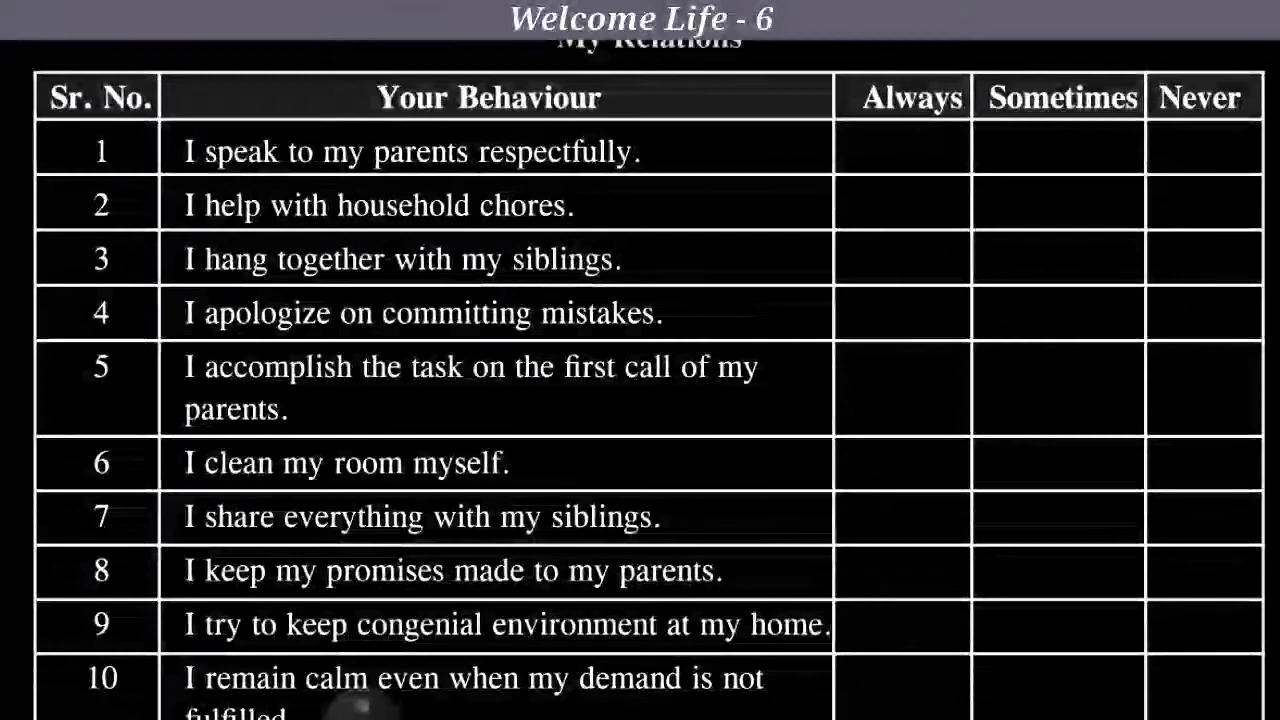 Welcome Life - 6
My Relations
Sr. No. Your Behaviour Always Sometimes Never
1 I speak to my parents respectfully.
2 I help with household chores.
3 I hang together with my siblings.
4 I apologize on committing mistakes.
5 I accomplish the task on the first call of my
parents.
6 I clean my room myself.
7 I share everything with my siblings.
8 I keep my promises made to my parents.
9 I try to keep congenial environment at my home.
10 I remain calm even when my demand is not
fulfilled